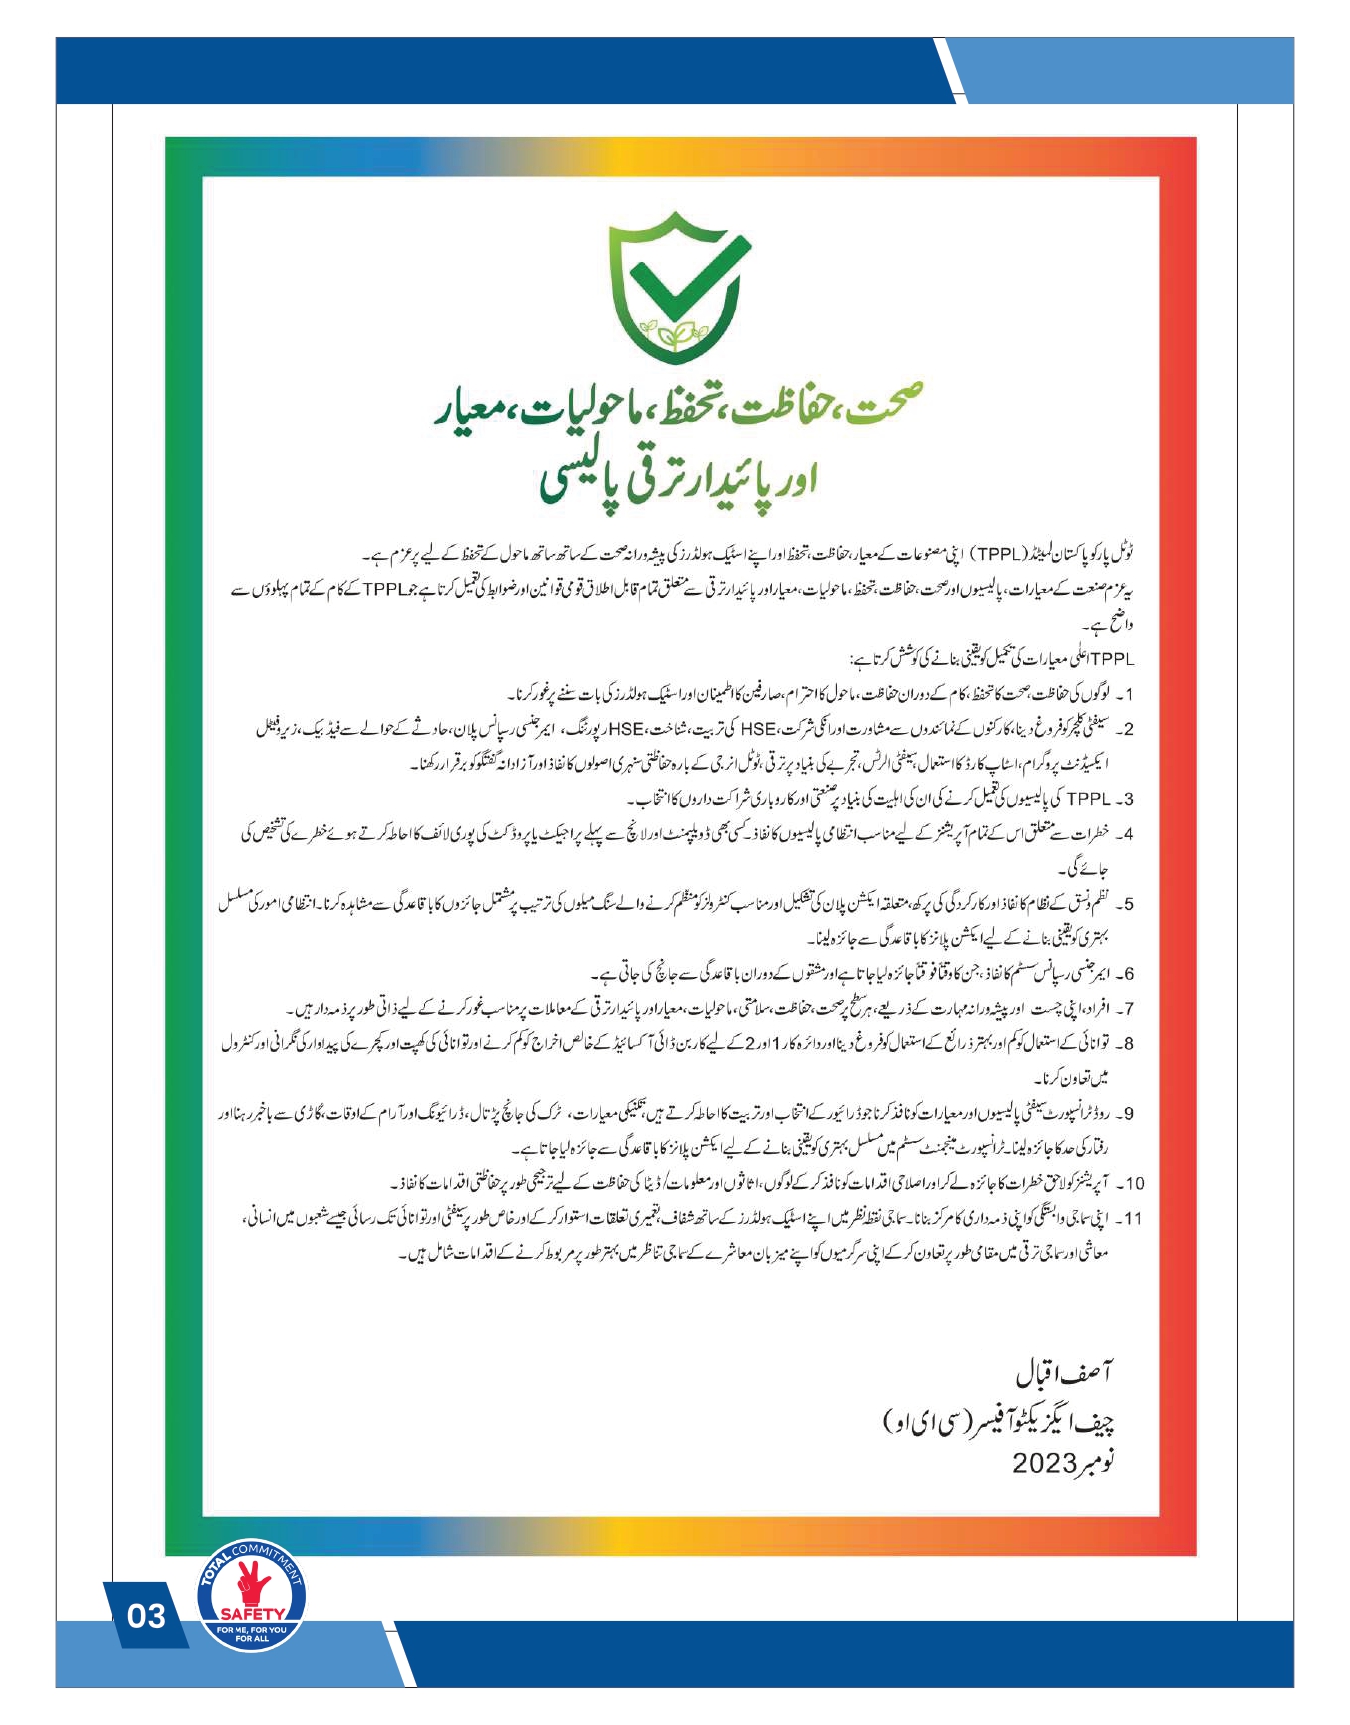 صحت، حفاظت، تحفظ، ماحولیات، معیار
اور پائیدار ترقی پالیسی
ٹوٹل پارکو پاکستان لمیٹڈ (TPPL) اپنی مصنوعات کے معیار، حفاظت، تحفظ اور اپنے اسٹیک ہولڈرز کی پیشہ ورانہ صحت کے ساتھ ساتھ ماحول کے تحفظ کے لیے پرعزم ہے۔
یہ عزم صنعت کے معیارات، پالیسیوں اور صحت، حفاظت، تحفظ، ماحولیات، معیار اور پائیدار ترقی سے متعلق تمام قابل اطلاق قومی قوانین اور ضوابط کی تعمیل کرتا ہے جو TPPL کے کام کے تمام پہلوؤں سے
واضح ہے۔
TPPL اعلٰی معیارات کی تکمیل کو یقینی بنانے کی کوشش کرتا ہے:
1۔ لوگوں کی حفاظت، صحت کا تحفظ، کام کے دوران حفاظت، ماحول کا احترام، صارفین کا اطمینان اور اسٹیک ہولڈرز کی بات سننے پر غور کرنا۔
2۔ سیفٹی کلچر کو فروغ دینا، کارکنوں کے نمائندوں سے مشاورت اور انکی شرکت، HSE کی تربیت، شناخت، HSE رپورٹنگ، ایمرجنسی رسپانس پلان، حادثے کے حوالے سے فیڈ بیک، زیرو فیٹل
ایکسیڈنٹ پروگرام، اسٹاپ کارڈ کا استعمال، سیفٹی الرٹس، تجربے کی بنیاد پر ترقی، ٹوٹل انرجی کے بارہ حفاظتی سنہری اصولوں کا نفاذ اور آزادانہ گفتگو کو برقرار رکھنا۔
3۔ TPPL کی پالیسیوں کی تعمیل کرنے کی ان کی اہلیت کی بنیاد پر صنعتی اور کاروباری شراکت داروں کا انتخاب۔
4۔ خطرات سے متعلق اس کے تمام آپریشنز کے لیے مناسب انتظامی پالیسیوں کا نفاذ۔ کسی بھی ڈویلپمنٹ اور لانچ سے پہلے پراجیکٹ یا پروڈکٹ کی پوری لائف کا احاطہ کرتے ہوئے خطرے کی تشخیص کی
جائے گی۔
5۔ نظم و نسق کے نظام کا نفاذ اور کارکردگی کی پرکھ، متعلقہ ایکشن پلان کی تشکیل اور مناسب کنٹرولز کو منظم کرنے والے سنگ میلوں کی ترتیب پر مشتمل جائزوں کا باقاعدگی سے مشاہدہ کرنا۔ انتظامی امور کی مسلسل
بہتری کو یقینی بنانے کے لیے ایکشن پلانز کا باقاعدگی سے جائزہ لینا۔
6۔ ایمرجنسی رسپانس سسٹم کا نفاذ، جن کا وقتاً فوقتاً جائزہ لیا جاتا ہے اور مشقوں کے دوران باقاعدگی سے جانچ کی جاتی ہے۔
7۔ افراد، اپنی چست اور پیشہ ورانہ مہارت کے ذریعے، ہر سطح پر صحت، حفاظت، سلامتی، ماحولیات، معیار اور پائیدار ترقی کے معاملات پر مناسب غور کرنے کے لیے ذاتی طور پر ذمہ دار ہیں۔
8۔ توانائی کے استعمال کو کم اور بہتر ذرائع کے استعمال کو فروغ دینا اور دائرہ کار 1 اور 2 کے لیے کاربن ڈائی آکسائیڈ کے خالص اخراج کو کم کرنے اور توانائی کی کھپت اور کچرے کی پیداوار کی نگرانی اور کنٹرول
میں تعاون کرنا۔
9۔ روڈ ٹرانسپورٹ سیفٹی پالیسیوں اور معیارات کو نافذ کرنا جو ڈرائیور کے انتخاب اور تربیت کا احاطہ کرتے ہیں، تکنیکی معیارات، ٹرک کی جانچ پڑتال، ڈرائیونگ اور آرام کے اوقات، گاڑی سے باخبر رہنا اور
رفتار کی حد کا جائزہ لینا۔ ٹرانسپورٹ مینجمنٹ سسٹم میں مسلسل بہتری کو یقینی بنانے کے لیے ایکشن پلانز کا باقاعدگی سے جائزہ لیا جاتا ہے۔
10۔ آپریشنز کو لاحق خطرات کا جائزہ لے کر اور اصلاحی اقدامات کو نافذ کر کے لوگوں، اثاثوں اور معلومات/ ڈیٹا کی حفاظت کے لیے ترجیحی طور پر حفاظتی اقدامات کا نفاذ۔
11۔ اپنی سماجی وابستگی کو اپنی ذمہ داری کا مرکز بنانا۔ سماجی نقطہ نظر میں اپنے اسٹیک ہولڈرز کے ساتھ شفاف، تعمیری تعلقات استوار کر کے اور خاص طور پر سیفٹی اور توانائی تک رسائی جیسے شعبوں میں انسانی،
معاشی اور سماجی ترقی میں مقامی طور پر تعاون کر کے اپنی سرگرمیوں کو اپنے میزبان معاشرے کے سماجی تناظر میں بہتر طور پر مربوط کرنے کے اقدامات شامل ہیں۔
آصف اقبال
چیف ایگزیکٹو آفیسر (سی ای او)
نومبر 2023
TOTAL COMMITMENT
SAFETY
FOR ME, FOR YOU
FOR ALL
03